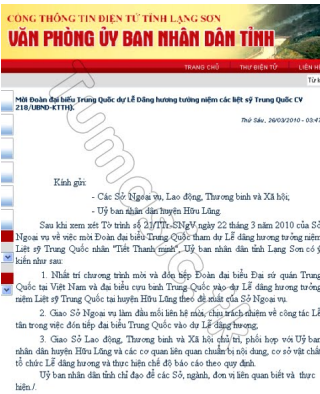 CỔNG THÔNG TIN ĐIỆN TỬ TỈNH LẠNG SƠN
VĂN PHÒNG ỦY BAN NHÂN DÂN TỈNH
TRANG CHỦ THƯ ĐIỆN TỬ LIÊN HỆ
Từ k
Mời Đoàn đại biểu Trung Quốc dự Lễ Dâng hương tưởng niệm các liệt sỹ Trung Quốc CV
218/UBND-KTTH).
Thứ Sáu, 26/03/2010 - 03:47
Kính gửi:
- Các Sở: Ngoại vụ, Lao động, Thương binh và Xã hội;
- Uỷ ban nhân dân huyện Hữu Lũng.
Sau khi xem xét Tờ trình số 21/TTr-SNgV ngày 22 tháng 3 năm 2010 của Sở
Ngoại vụ về việc mời Đoàn đại biểu Trung Quốc tham dự Lễ dâng hương tưởng niệm
Liệt sỹ Trung Quốc nhân "Tiết Thanh minh", Uỷ ban nhân dân tỉnh Lạng Sơn có ý
kiến như sau:
1. Nhất trí chương trình mời và đón tiếp Đoàn đại biểu Đại sứ quán Trung
Quốc tại Việt Nam và đại biểu cựu binh Trung Quốc vào dự Lễ dâng hương tưởng
niệm Liệt sỹ Trung Quốc tại huyện Hữu Lũng theo đề xuất của Sở Ngoại vụ.
2. Giao Sở Ngoại vụ làm đầu mối liên hệ mời, chịu trách nhiệm về công tác Lễ
tân trong việc đón tiếp đại biểu Trung Quốc vào dự Lễ dâng hương;
3. Giao Sở Lao động, Thương binh và Xã hội chủ trì, phối hợp với Uỷ ban
nhân dân huyện Hữu Lũng và các cơ quan liên quan chuẩn bị nội dung, cơ sở vật chất
tổ chức Lễ dâng hương và thực hiện chế độ báo cáo theo quy định.
Uỷ ban nhân dân tỉnh chỉ đạo để các Sở, ngành, đơn vị liên quan biết và thực
hiện./.